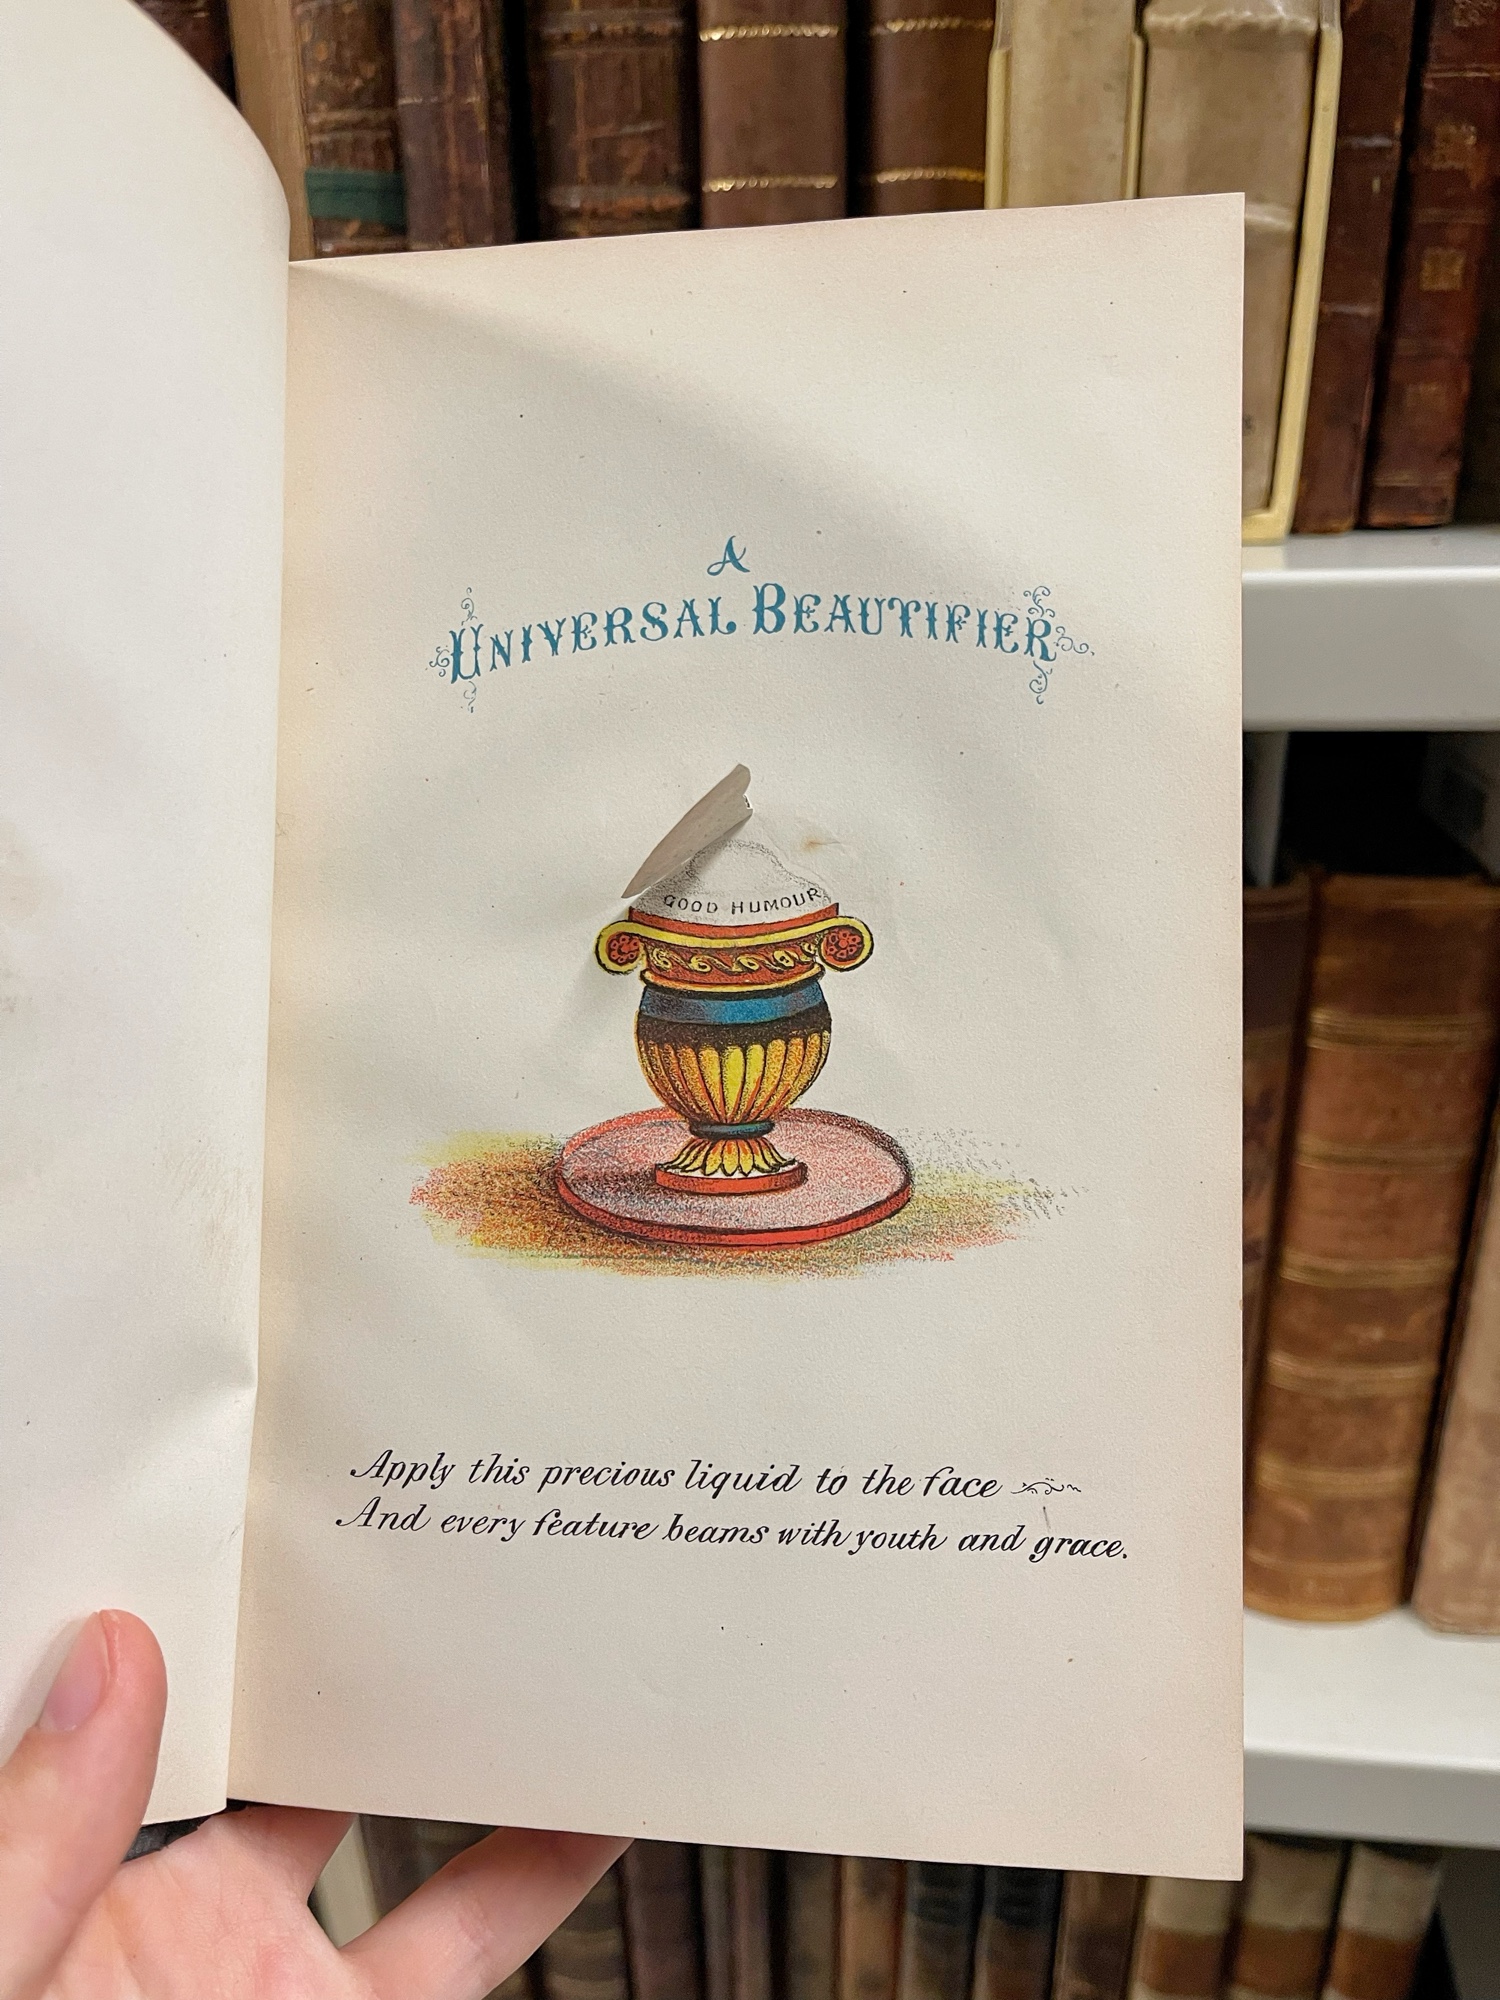 A
UNIVERSAL BEAUTIFIER
GOOD HUMOUR
Apply this precious liquid to the face
And every feature beams with youth and grace.